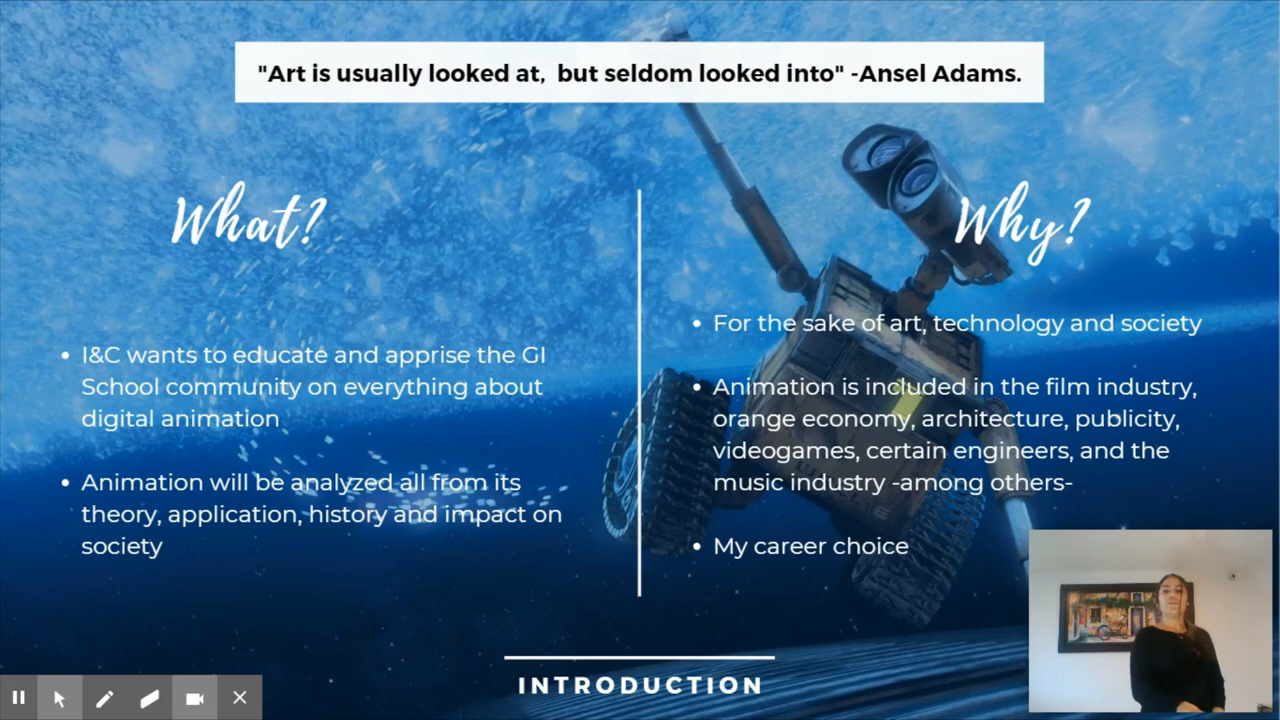 "Art is usually looked at,  but seldom looked into" -Ansel Adams.
What?
I&C wants to educate and apprise the GI
School community on everything about
digital animation
Animation will be analyzed all from its
theory, application, history and impact on
society
Why?
For the sake of art, technology and society
Animation is included in the film industry,
orange economy, architecture, publicity,
videogames, certain engineers, and the
music industry -among others-
My career choice
INTRODUCTION